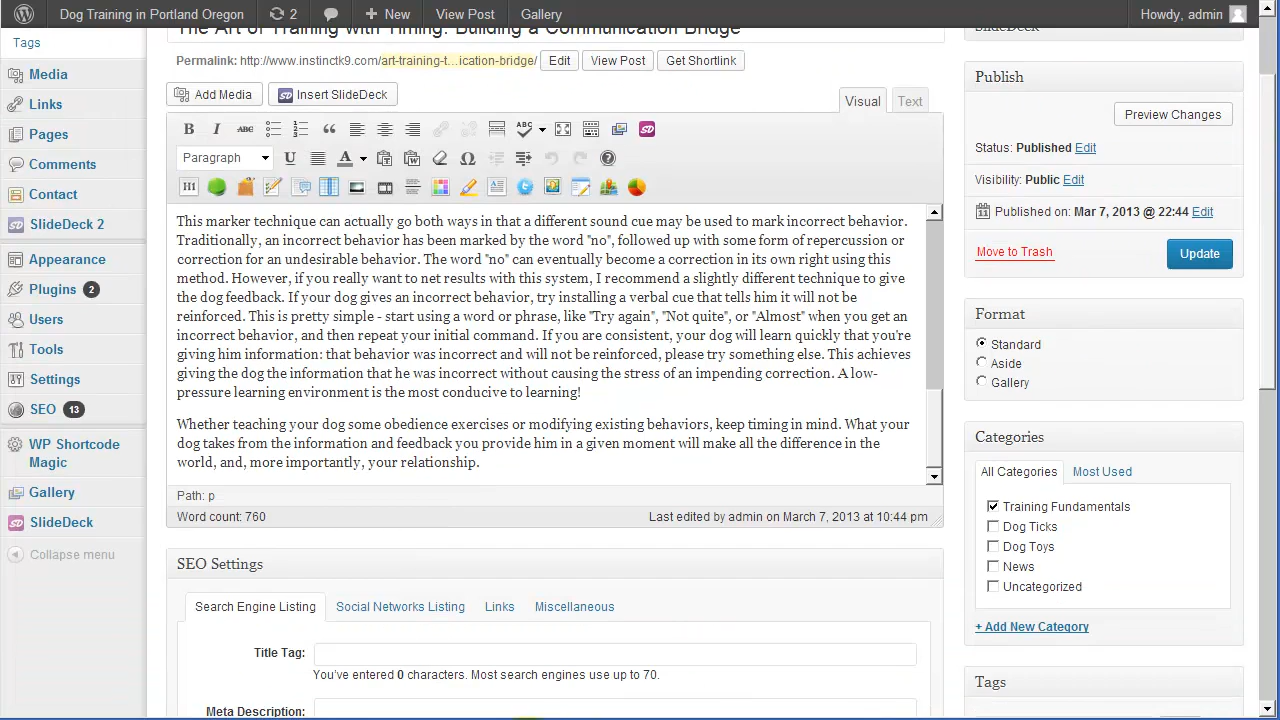 Dog Training in Portland Oregon 2 New View Post Gallery Howdy, admin
Tags
Media
Links
Pages
Comments
Contact
SlideDeck 2
Appearance
Plugins 2
Users
Tools
Settings
SEO 13
WP Shortcode
Magic
Gallery
SlideDeck
Collapse menu
The Art of Training with Timing: Building a Communication Bridge
Permalink: http://www.instinctk9.com/art-training-t...ication-bridge/ Edit View Post Get Shortlink
Add Media SD Insert SlideDeck
Visual Text
B I ABC ABC SD
Paragraph U A T W Ω ?
H1
This marker technique can actually go both ways in that a different sound cue may be used to mark incorrect behavior.
Traditionally, an incorrect behavior has been marked by the word "no", followed up with some form of repercussion or
correction for an undesirable behavior. The word "no" can eventually become a correction in its own right using this
method. However, if you really want to net results with this system, I recommend a slightly different technique to give
the dog feedback. If your dog gives an incorrect behavior, try installing a verbal cue that tells him it will not be
reinforced. This is pretty simple - start using a word or phrase, like "Try again", "Not quite", or "Almost" when you get an
incorrect behavior, and then repeat your initial command. If you are consistent, your dog will learn quickly that you're
giving him information: that behavior was incorrect and will not be reinforced, please try something else. This achieves
giving the dog the information that he was incorrect without causing the stress of an impending correction. A low-
pressure learning environment is the most conducive to learning!
Whether teaching your dog some obedience exercises or modifying existing behaviors, keep timing in mind. What your
dog takes from the information and feedback you provide him in a given moment will make all the difference in the
world, and, more importantly, your relationship.
Path: p
Word count: 760 Last edited by admin on March 7, 2013 at 10:44 pm
SEO Settings
Search Engine Listing Social Networks Listing Links Miscellaneous
Title Tag:
You've entered 0 characters. Most search engines use up to 70.
Meta Description:
SlideDeck
Publish
Preview Changes
Status: Published Edit
Visibility: Public Edit
Published on: Mar 7, 2013 @ 22:44 Edit
Move to Trash Update
Format
Standard
Aside
Gallery
Categories
All Categories Most Used
Training Fundamentals
Dog Ticks
Dog Toys
News
Uncategorized
+ Add New Category
Tags